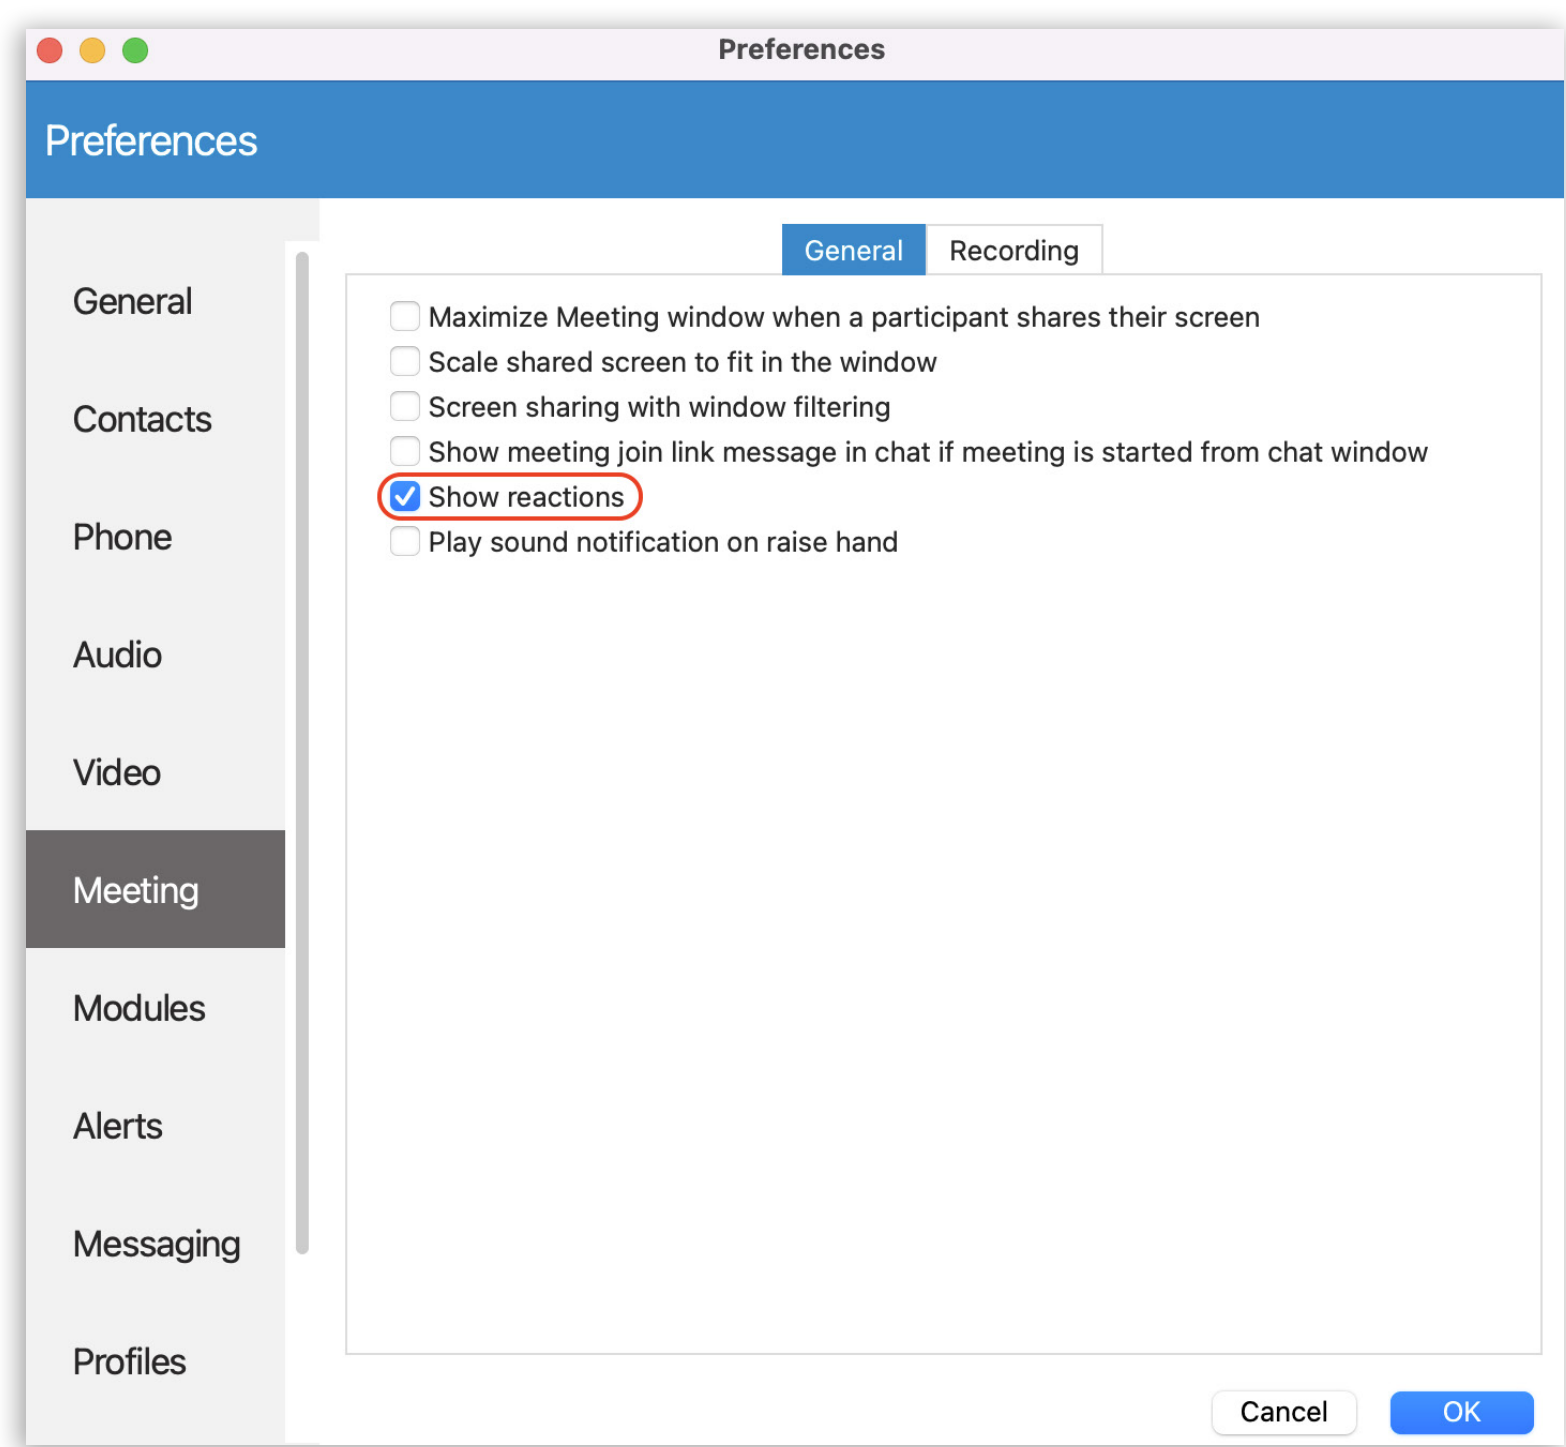 Preferences
Preferences
General
Contacts
Phone
Audio
Video
Meeting
Modules
Alerts
Messaging
Profiles
General Recording
Maximize Meeting window when a participant shares their screen
Scale shared screen to fit in the window
Screen sharing with window filtering
Show meeting join link message in chat if meeting is started from chat window
Show reactions
Play sound notification on raise hand
Cancel OK